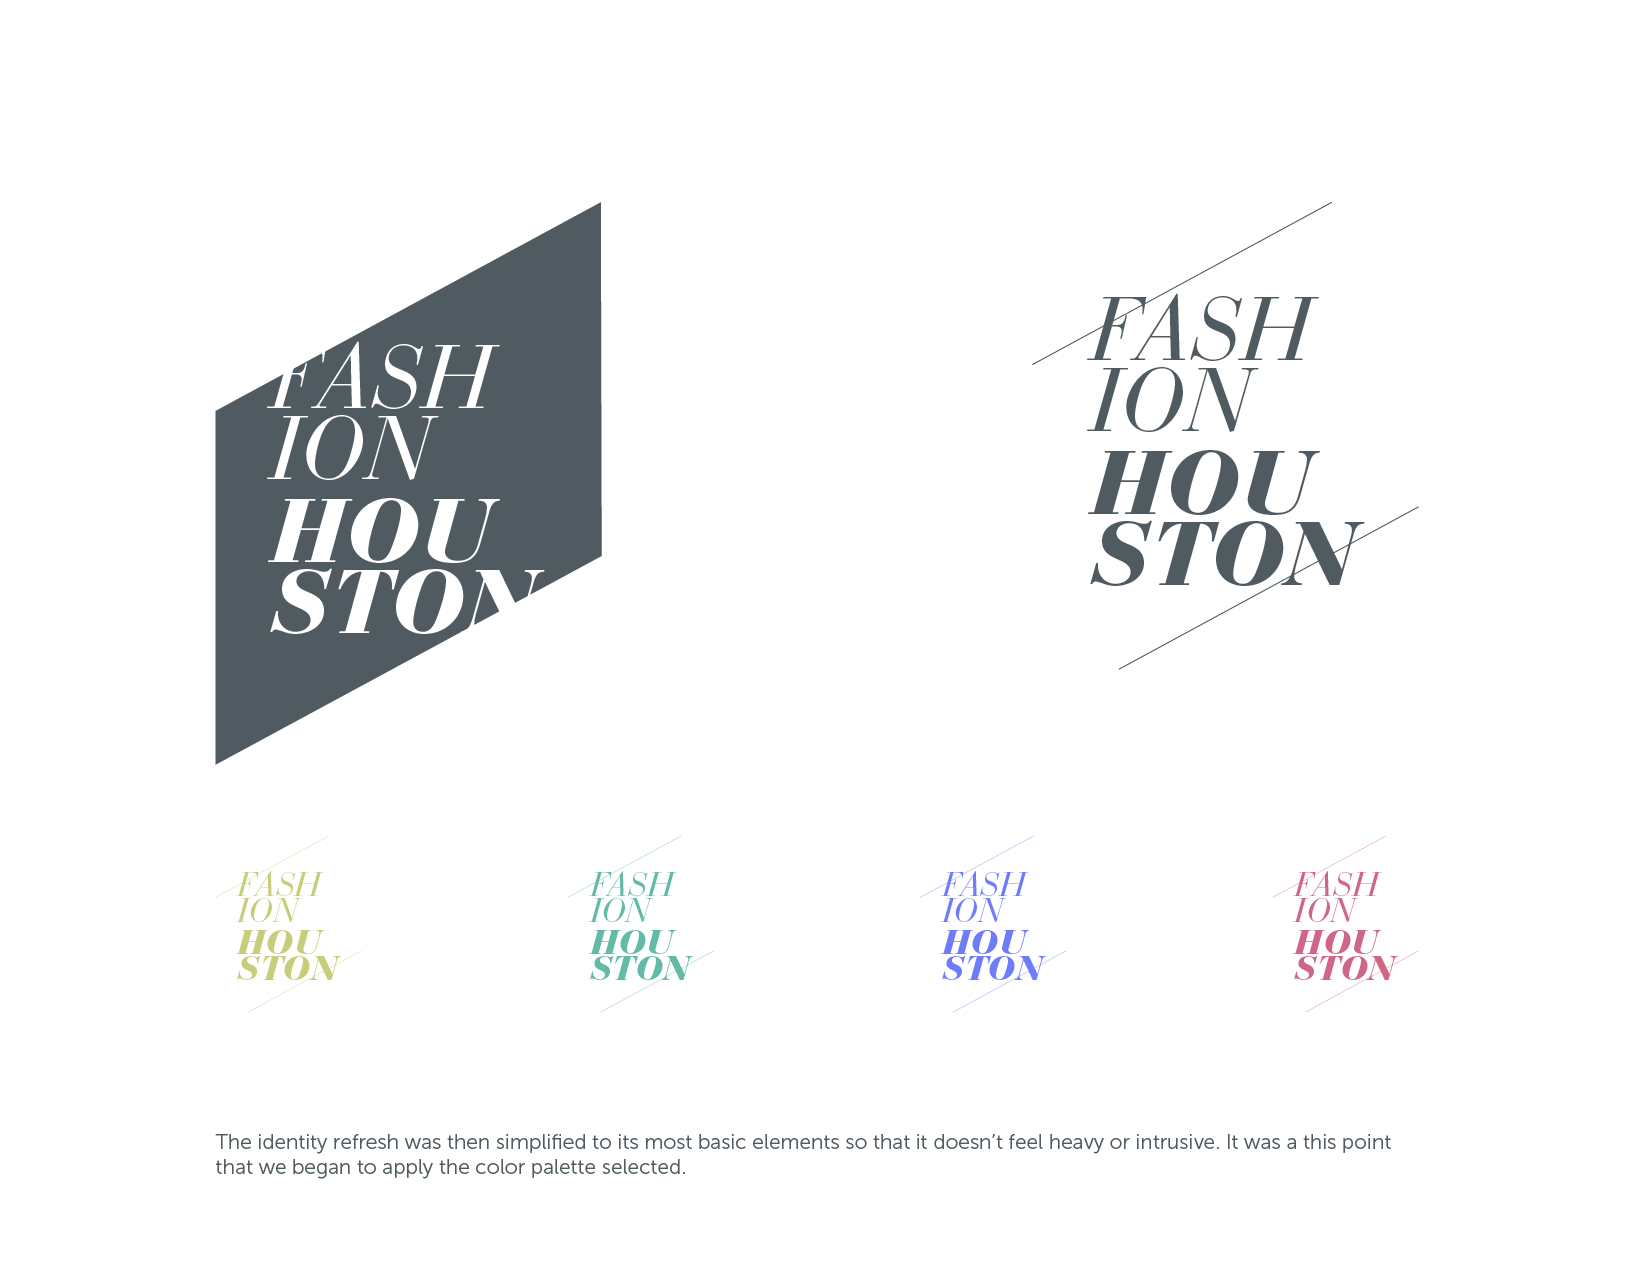 FASH
ION
HOU
STON
FASH
ION
HOU
STON
FASH
ION
HOU
STON
FASH
ION
HOU
STON
FASH
ION
HOU
STON
FASH
ION
HOU
STON
The identity refresh was then simplified to its most basic elements so that it doesn’t feel heavy or intrusive. It was a this point
that we began to apply the color palette selected.